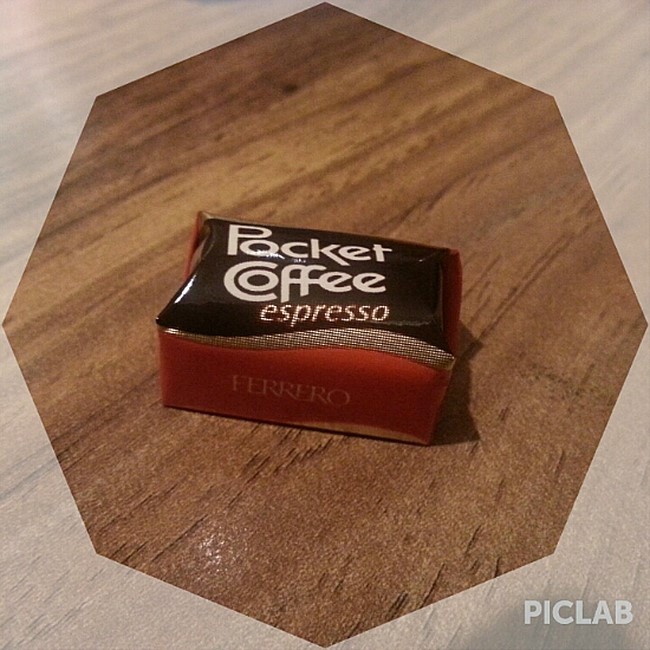 Pocket
Coffee
espresso
FERRERO
PICLAB